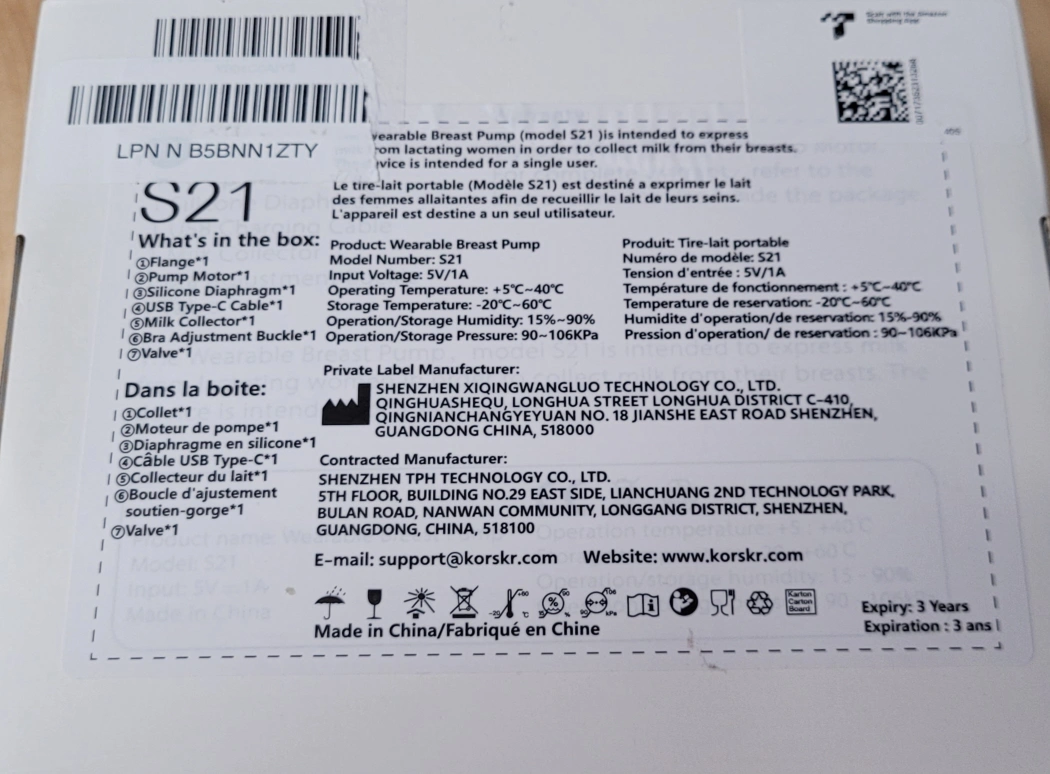 Scan with the Amazon
Shopping App
LPN N B5BNN1ZTY
earable Breast Pump (model S21 )is intended to express
om lactating women in order to collect milk from their breasts.
vice is intended for a single user.
Le tire-lait portable (Modèle S21) est destiné a exprimer le lait
des femmes allaitantes afin de recueillir le lait de leurs seins.
L'appareil est destine a un seul utilisateur.
S21
What's in the box:
①Flange*1
②Pump Motor*1
③Silicone Diaphragm*1
④USB Type-C Cable*1
⑤Milk Collector*1
⑥Bra Adjustment Buckle*1
⑦Valve*1
Product: Wearable Breast Pump
Model Number: S21
Input Voltage: 5V/1A
Operating Temperature: +5℃~40℃
Storage Temperature: -20℃~60℃
Operation/Storage Humidity: 15%~90%
Operation/Storage Pressure: 90~106KPa
Produit: Tire-lait portable
Numéro de modèle: S21
Tension d'entrée : 5V/1A
Température de fonctionnement : +5℃~40℃
Temperature de reservation: -20℃~60℃
Humidite d'operation/de reservation: 15%-90%
Pression d'operation/ de reservation : 90~106KPa
Dans la boite:
①Collet*1
②Moteur de pompe*1
③Diaphragme en silicone*1
④Câble USB Type-C*1
⑤Collecteur du lait*1
⑥Boucle d'ajustement
soutien-gorge*1
⑦Valve*1
Private Label Manufacturer:
SHENZHEN XIQINGWANGLUO TECHNOLOGY CO., LTD.
QINGHUASHEQU, LONGHUA STREET LONGHUA DISTRICT C-410,
QINGNIANCHANGYEYUAN NO. 18 JIANSHE EAST ROAD SHENZHEN,
GUANGDONG CHINA, 518000
Contracted Manufacturer:
SHENZHEN TPH TECHNOLOGY CO., LTD.
5TH FLOOR, BUILDING NO.29 EAST SIDE, LIANCHUANG 2ND TECHNOLOGY PARK,
BULAN ROAD, NANWAN COMMUNITY, LONGGANG DISTRICT, SHENZHEN,
GUANGDONG, CHINA, 518100
E-mail: support@korskr.com Website: www.korskr.com
Karton
Carton
Board
Made in China/Fabriqué en Chine
Expiry: 3 Years
Expiration : 3 ans